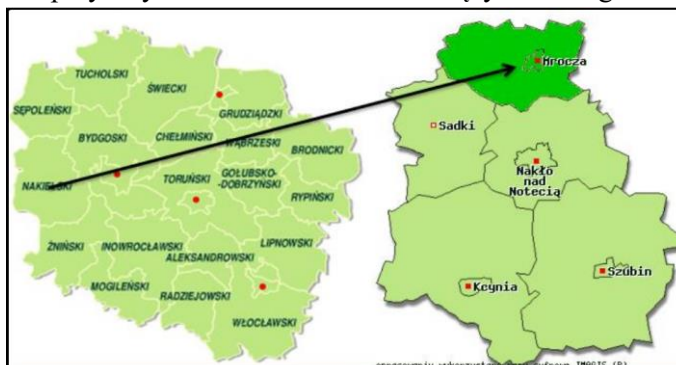 TUCHOLSKI
ŚWIECKI
SĘPOLEŃSKI
GRUDZIĄDZKI
BYDGOSKI
CHEŁMIŃSKI
WĄBRZESKI
BRODNICKI
NAKIELSKI
TORUŃSKI
GOLUBSKO-
-DOBRZYŃSKI
RYPIŃSKI
ŻNIŃSKI
INOWROCŁAWSKI
ALEKSANDROWSKI
LIPNOWSKI
MOGILEŃSKI
RADZIEJOWSKI
WŁOCŁAWSKI
Mrocza
Sadki
Nakło
nad
Notecią
Kcynia
Szubin